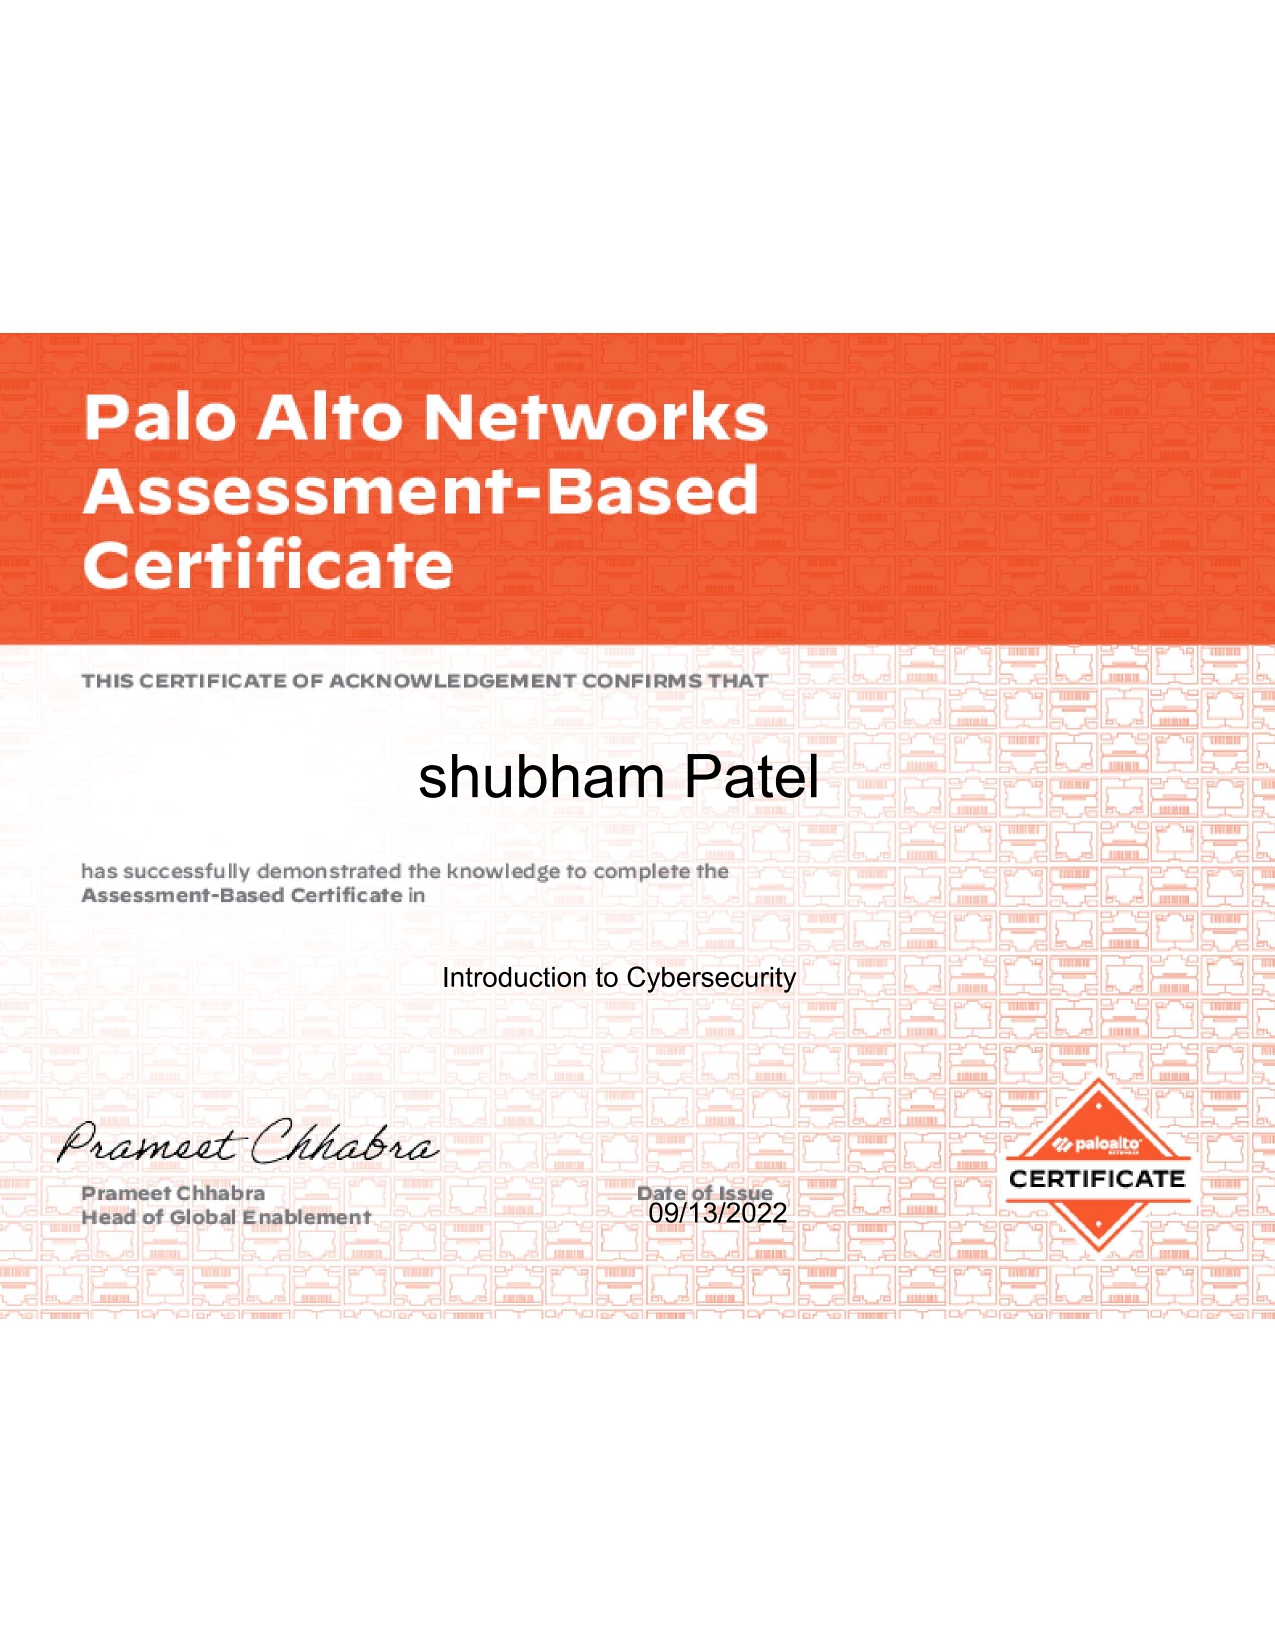 Palo Alto Networks
Assessment-Based
Certificate
THIS CERTIFICATE OF ACKNOWLEDGEMENT CONFIRMS THAT
shubham Patel
has successfully demonstrated the knowledge to complete the
Assessment-Based Certificate in
Introduction to Cybersecurity
Prameet Chhabra
Prameet Chhabra
Head of Global Enablement
Date of Issue
09/13/2022
paloalto
NETWORKS
CERTIFICATE